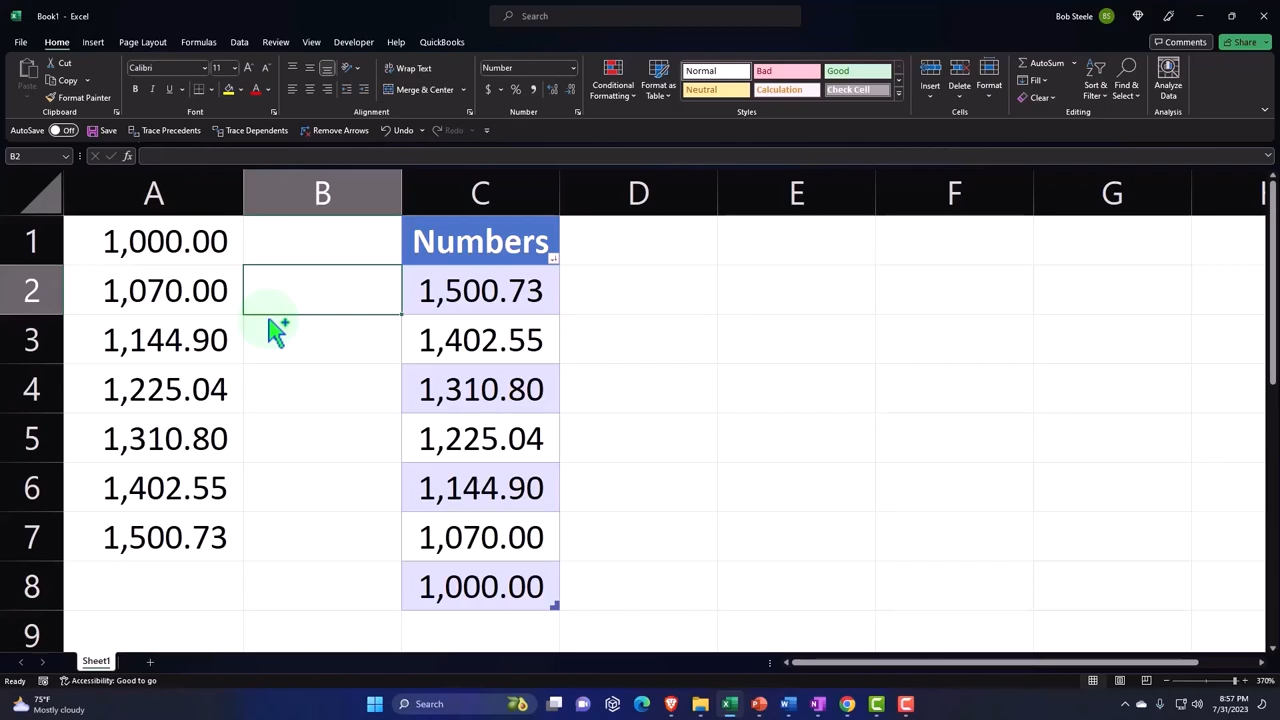 Book1 - Excel
Search
Bob Steele BS
File Home Insert Page Layout Formulas Data Review View Developer Help QuickBooks Comments Share
Cut Calibri 11 Wrap Text Number Normal Bad Good AutoSum
Copy Conditional Format as Insert Delete Format Fill Sort & Find & Analyze
Format Painter B I U A Merge & Center $ % Formatting Table Neutral Calculation Check Cell Clear Filter Select Data
Clipboard Font Alignment Number Styles Cells Editing Analysis
AutoSave Off Save Trace Precedents Trace Dependents Remove Arrows Undo Redo
B2 fx
A B C D E F G
1 1,000.00 Numbers
2 1,070.00 1,500.73
3 1,144.90 1,402.55
4 1,225.04 1,310.80
5 1,310.80 1,225.04
6 1,402.55 1,144.90
7 1,500.73 1,070.00
8 1,000.00
9
Sheet1
Ready Accessibility: Good to go 370%
75°F
Mostly cloudy
Search
8:57 PM
7/31/2023